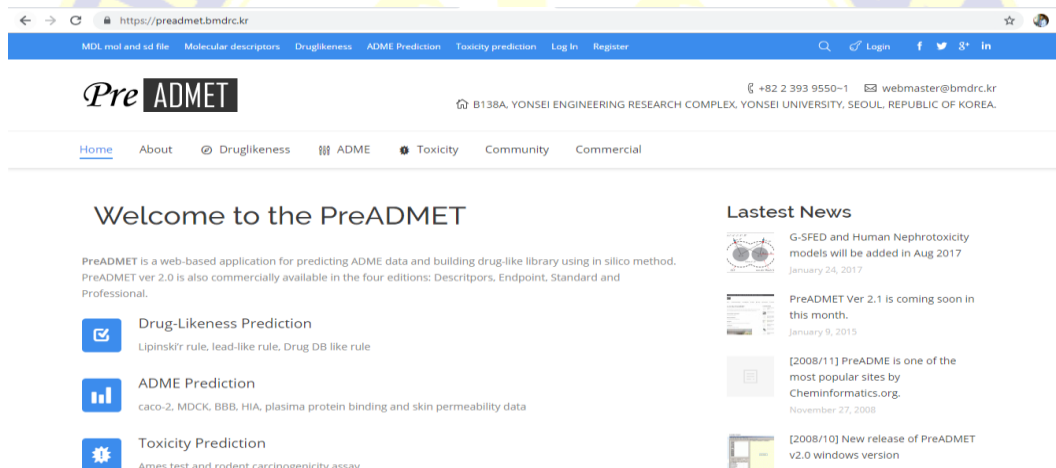 https://preadmet.bmdrc.kr
MDL mol and sd file Molecular descriptors Druglikeness ADME Prediction Toxicity prediction Log In Register Login
Pre ADMET
+82 2 393 9550~1 webmaster@bmdrc.kr
B138A, YONSEI ENGINEERING RESEARCH COMPLEX, YONSEI UNIVERSITY, SEOUL, REPUBLIC OF KOREA.
Home About Druglikeness ADME Toxicity Community Commercial
Welcome to the PreADMET
PreADMET is a web-based application for predicting ADME data and building drug-like library using in silico method.
PreADMET ver 2.0 is also commercially available in the four editions: Descritpors, Endpoint, Standard and
Professional.
Drug-Likeness Prediction
Lipinski'r rule, lead-like rule, Drug DB like rule
ADME Prediction
caco-2, MDCK, BBB, HIA, plasma protein binding and skin permeability data
Toxicity Prediction
Ames test and rodent carcinogenicity assay
Lastest News
G-SFED and Human Nephrotoxicity
models will be added in Aug 2017
January 24, 2017
PreADMET Ver 2.1 is coming soon in
this month.
January 9, 2015
[2008/11] PreADME is one of the
most popular sites by
Cheminformatics.org.
November 27, 2008
[2008/10] New release of PreADMET
v2.0 windows version